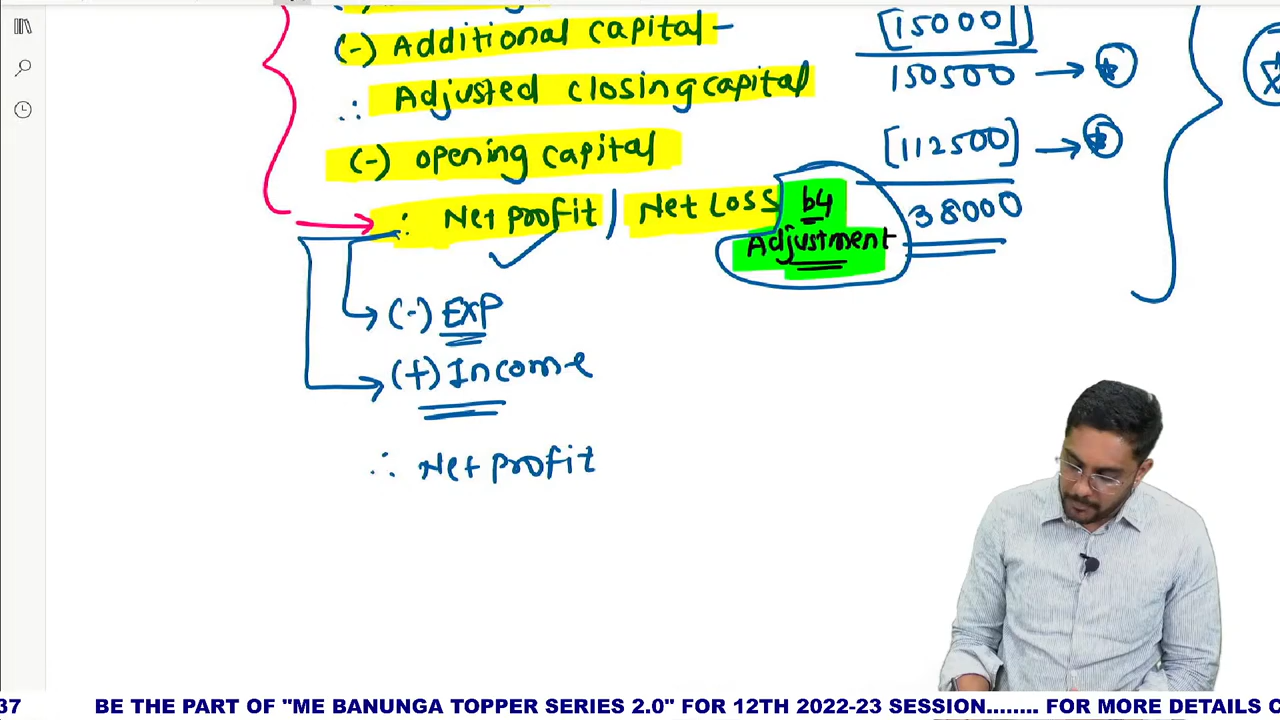 (-) Additional capital- [15000]
∴ Adjusted closing capital 150500 →
(-) opening capital [112500] →
∴ Net profit / Net Loss b4 38000
Adjustment
(-) EXP
(+) Income
∴ Net profit
37 BE THE PART OF "ME BANUNGA TOPPER SERIES 2.0" FOR 12TH 2022-23 SESSION........ FOR MORE DETAILS